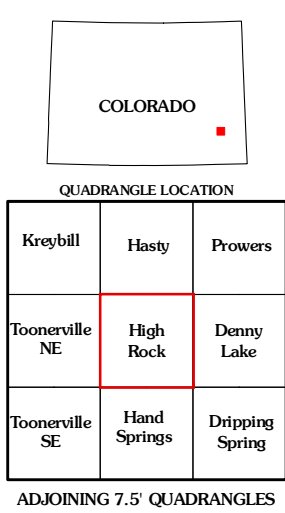 COLORADO
QUADRANGLE LOCATION
Kreybill
Hasty
Prowers
Toonerville
NE
High
Rock
Denny
Lake
Toonerville
SE
Hand
Springs
Dripping
Spring
ADJOINING 7.5' QUADRANGLES